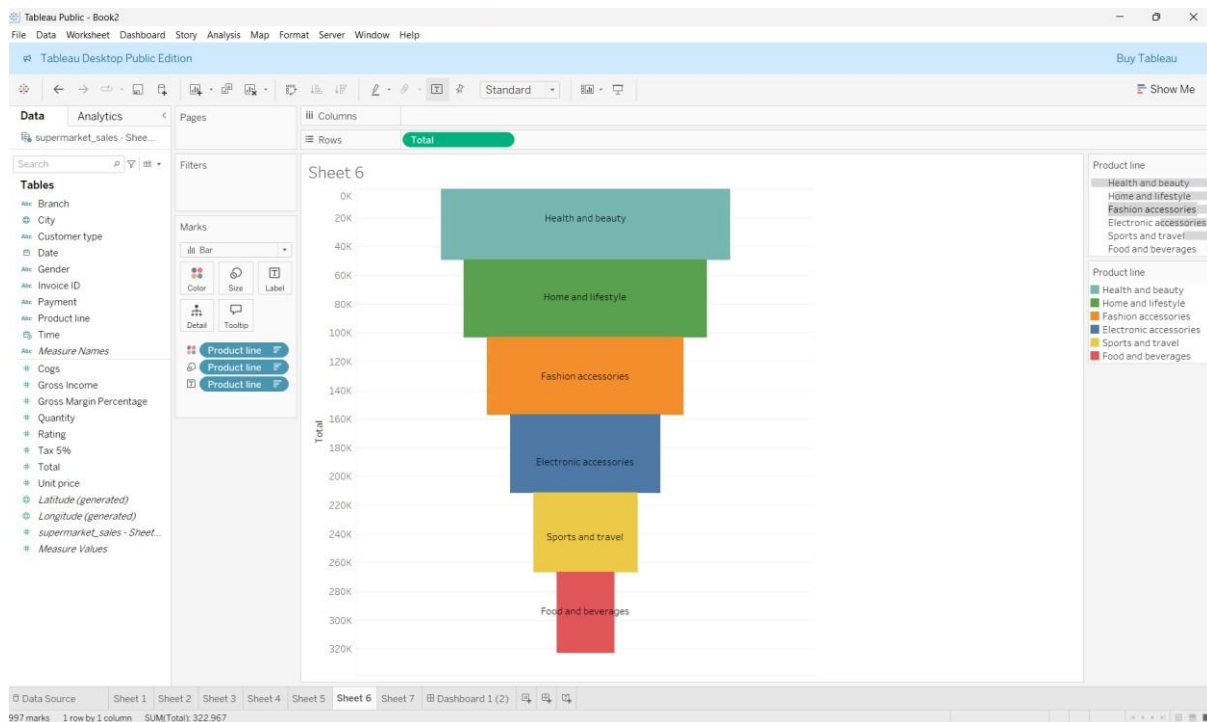 Tableau Public - Book2
File Data Worksheet Dashboard Story Analysis Map Format Server Window Help
Tableau Desktop Public Edition
Buy Tableau
Standard
Show Me
Data Analytics
supermarket_sales - Shee...
Search
Tables
Abc Branch
City
Abc Customer type
Date
Abc Gender
Abc Invoice ID
Abc Payment
Abc Product line
Time
Abc Measure Names
# Cogs
# Gross Income
# Gross Margin Percentage
# Quantity
# Rating
# Tax 5%
# Total
# Unit price
Latitude (generated)
Longitude (generated)
# supermarket_sales - Sheet...
# Measure Values
Pages
Filters
Marks
Bar
Color Size Label
Detail Tooltip
Product line
Product line
Product line
Columns
Rows
Total
Sheet 6
Total
0K
20K
40K
60K
80K
100K
120K
140K
160K
180K
200K
220K
240K
260K
280K
300K
320K
Health and beauty
Home and lifestyle
Fashion accessories
Electronic accessories
Sports and travel
Food and beverages
Product line
Health and beauty
Home and lifestyle
Fashion accessories
Electronic accessories
Sports and travel
Food and beverages
Product line
Health and beauty
Home and lifestyle
Fashion accessories
Electronic accessories
Sports and travel
Food and beverages
Data Source Sheet 1 Sheet 2 Sheet 3 Sheet 4 Sheet 5 Sheet 6 Sheet 7 Dashboard 1 (2)
997 marks 1 row by 1 column SUM(Total): 322,967